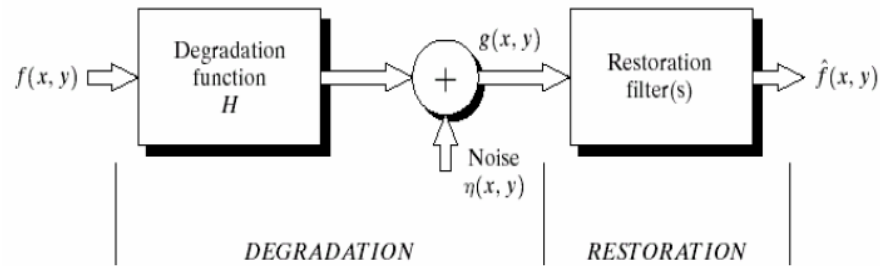 f(x, y)
Degradation
function
H
+
g(x, y)
Noise
η(x, y)
Restoration
filter(s)
f̂(x, y)
DEGRADATION
RESTORATION